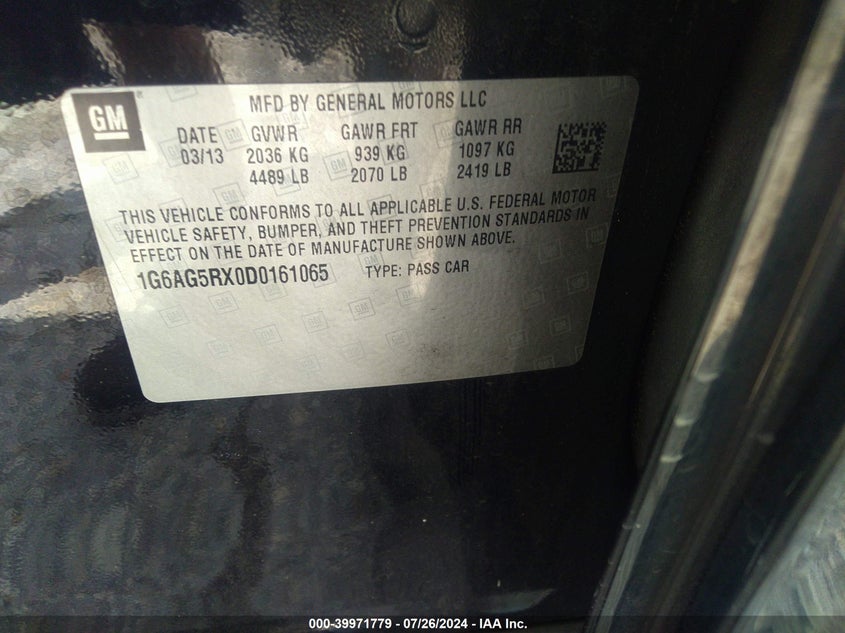 GM
MFD BY GENERAL MOTORS LLC
DATE GVWR GAWR FRT GAWR RR
03/13 2036 KG 939 KG 1097 KG
4489 LB 2070 LB 2419 LB
THIS VEHICLE CONFORMS TO ALL APPLICABLE U.S. FEDERAL MOTOR
VEHICLE SAFETY, BUMPER, AND THEFT PREVENTION STANDARDS IN
EFFECT ON THE DATE OF MANUFACTURE SHOWN ABOVE.
1G6AG5RX0D0161065 TYPE: PASS CAR
000-39971779 - 07/26/2024 - IAA Inc.